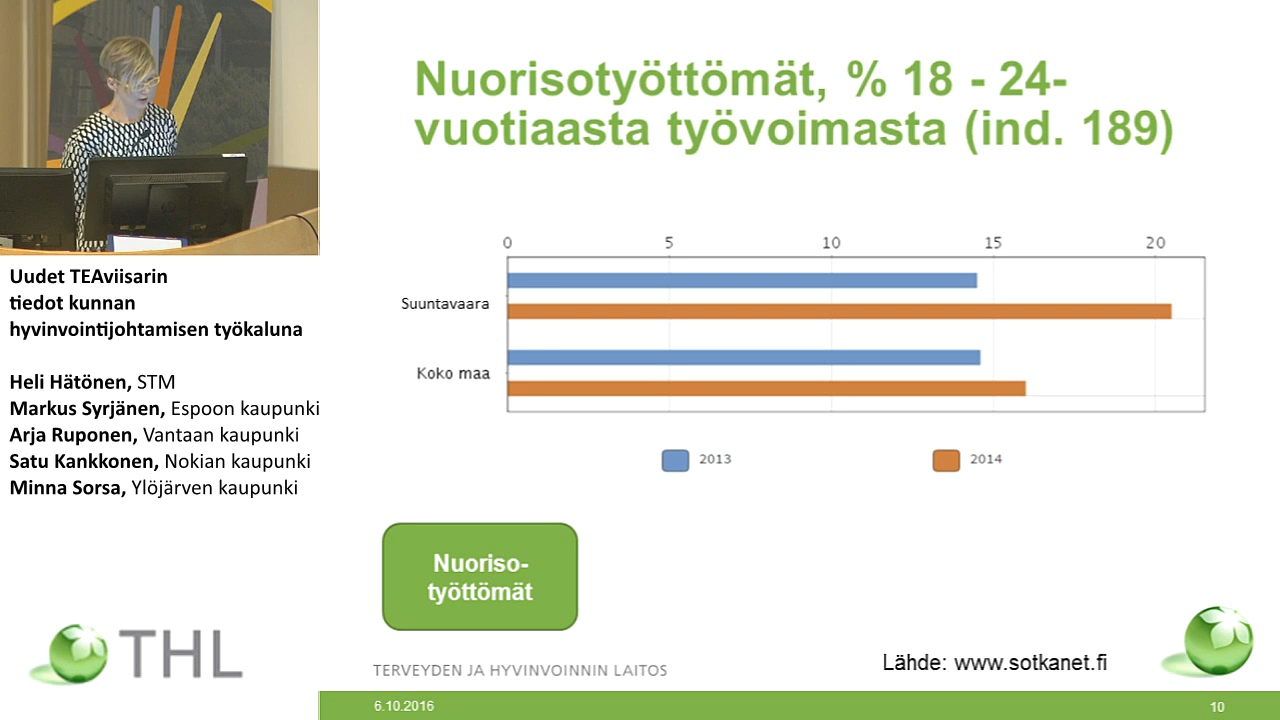 Nuorisotyöttömät, % 18 - 24-
vuotiaasta työvoimasta (ind. 189)
0 5 10 15 20
Suuntavaara
Koko maa
2013 2014
Nuoriso-
työttömät
Lähde: www.sotkanet.fi
TERVEYDEN JA HYVINVOINNIN LAITOS
6.10.2016 10
Uudet TEAviisarin
tiedot kunnan
hyvinvointijohtamisen työkaluna
Heli Hätönen, STM
Markus Syrjänen, Espoon kaupunki
Arja Ruponen, Vantaan kaupunki
Satu Kankkonen, Nokian kaupunki
Minna Sorsa, Ylöjärven kaupunki
THL